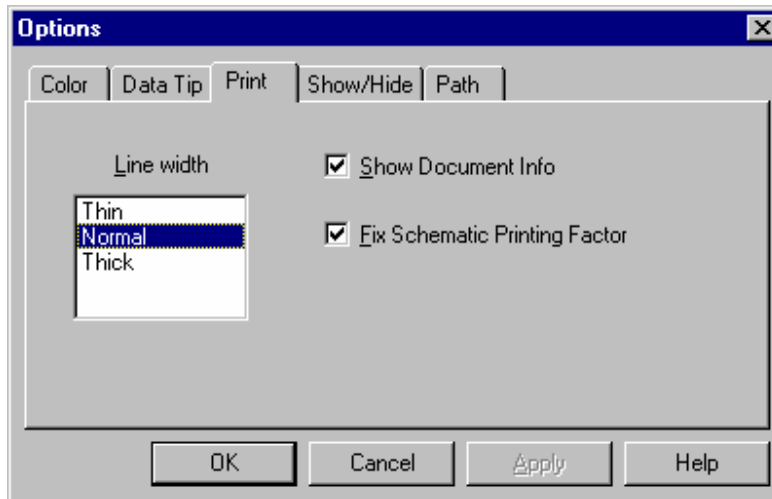 Options
Color Data Tip Print Show/Hide Path
Line width
Show Document Info
Thin
Normal
Thick
Fix Schematic Printing Factor
OK Cancel Apply Help